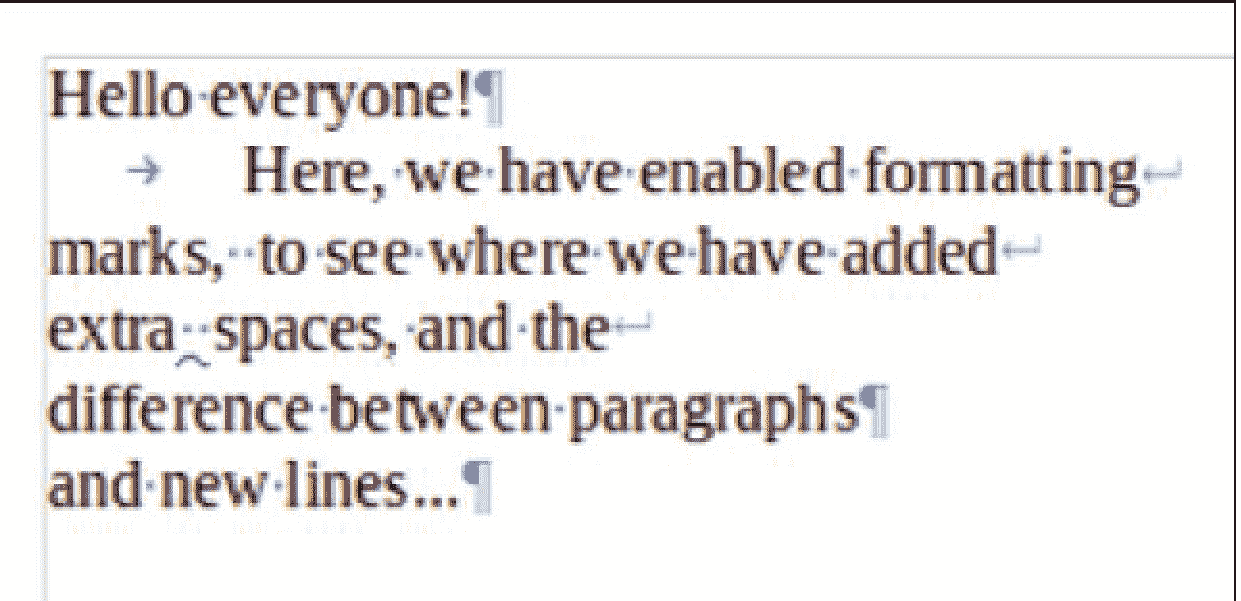 Hello·everyone!¶
→ Here,·we·have·enabled·formatting↵
marks,··to·see·where·we·have·added↵
extra··spaces,·and·the↵
difference·between·paragraphs¶
and·new·lines...¶